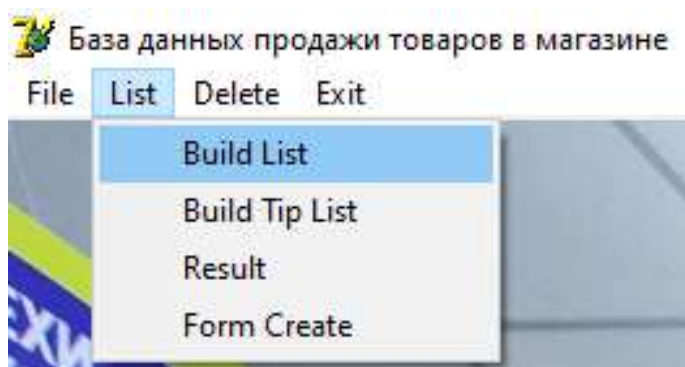 База данных продажи товаров в магазине
File List Delete Exit
Build List
Build Tip List
Result
Form Create